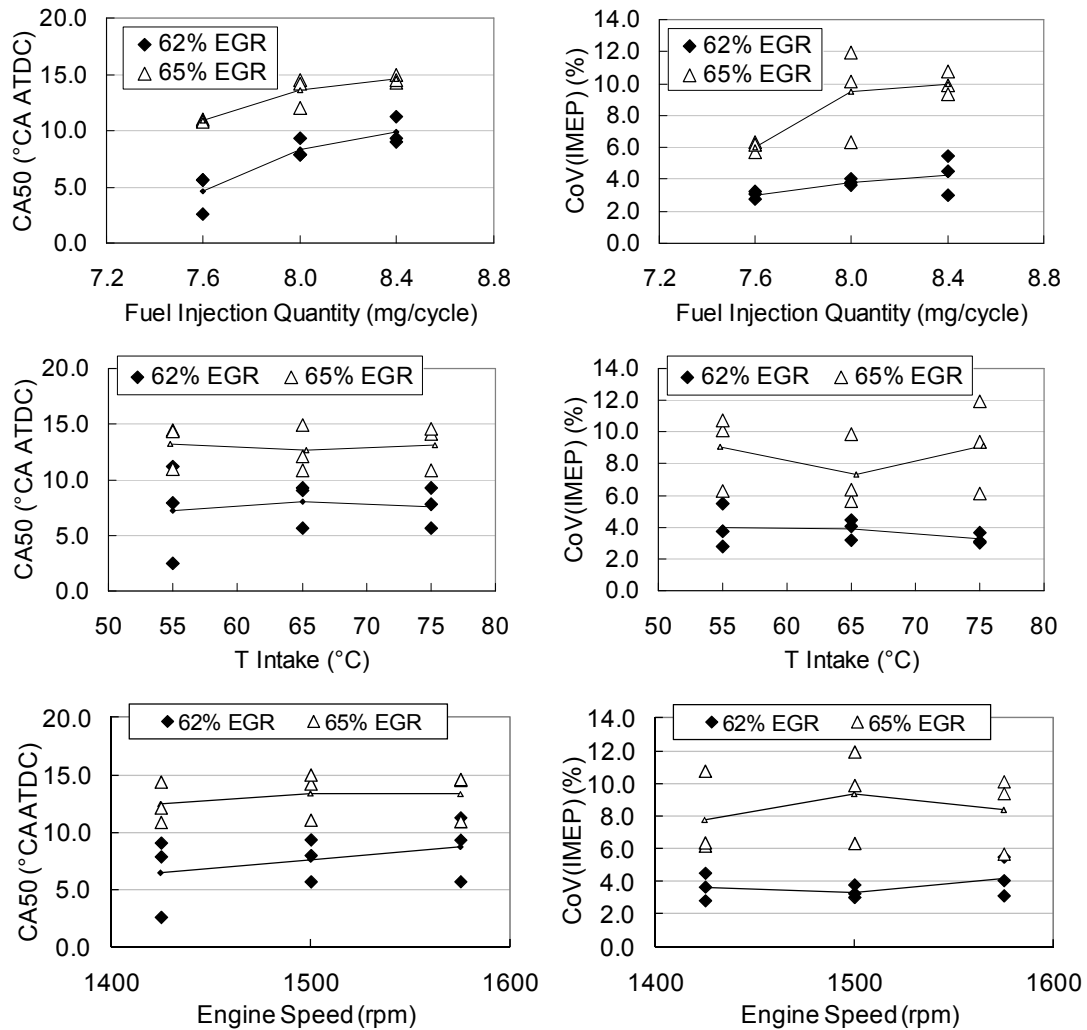 CA50 (°CA ATDC)
20.0
15.0
10.0
5.0
0.0
62% EGR
65% EGR
7.2 7.6 8.0 8.4 8.8
Fuel Injection Quantity (mg/cycle)
CoV(IMEP) (%)
14.0
12.0
10.0
8.0
6.0
4.0
2.0
0.0
62% EGR
65% EGR
7.2 7.6 8.0 8.4 8.8
Fuel Injection Quantity (mg/cycle)
CA50 (°CA ATDC)
20.0
15.0
10.0
5.0
0.0
62% EGR 65% EGR
50 55 60 65 70 75 80
T Intake (°C)
CoV(IMEP) (%)
14.0
12.0
10.0
8.0
6.0
4.0
2.0
0.0
62% EGR 65% EGR
50 55 60 65 70 75 80
T Intake (°C)
CA50 (°CA ATDC)
20.0
15.0
10.0
5.0
0.0
62% EGR 65% EGR
1400 1500 1600
Engine Speed (rpm)
CoV(IMEP) (%)
14.0
12.0
10.0
8.0
6.0
4.0
2.0
0.0
62% EGR 65% EGR
1400 1500 1600
Engine Speed (rpm)